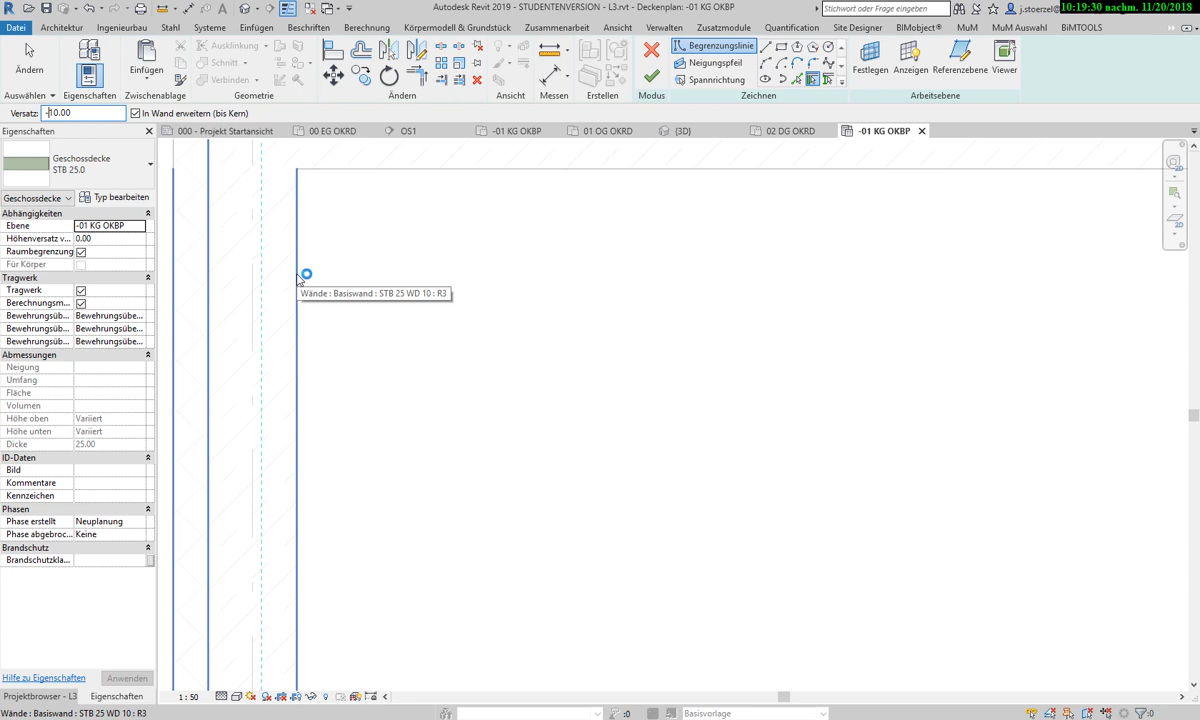 Autodesk Revit 2019 - STUDENTENVERSION - L3.rvt - Deckenplan: -01 KG OKBP
Stichwort oder Frage eingeben
j.stoerzel@...
10:19:30 nachm. 11/20/2018
Datei Architektur Ingenieurbau Stahl Systeme Einfügen Beschriften Berechnung Körpermodell & Grundstück Zusammenarbeit Ansicht Verwalten Zusatzmodule Quantification Site Designer BIMobject® MuM MuM Auswahl BiMTOOLS
Ausklinkung
Begrenzungslinie
Schnitt
Neigungspfeil
Ändern Einfügen
Verbinden
Spannrichtung
Festlegen Anzeigen Referenzebene Viewer
Auswählen Eigenschaften Zwischenablage Geometrie Ändern Ansicht Messen Erstellen Modus Zeichnen Arbeitsebene
Versatz: -10.00 In Wand erweitern (bis Kern)
Eigenschaften
000 - Projekt Startansicht 00 EG OKRD OS1 -01 KG OKBP 01 OG OKRD {3D} 02 DG OKRD -01 KG OKBP
Geschossdecke
STB 25.0
Geschossdecke Typ bearbeiten
Abhängigkeiten
Ebene -01 KG OKBP
Höhenversatz v... 0.00
Raumbegrenzung
Für Körper
Tragwerk
Tragwerk
Berechnungsm...
Bewehrungsüb... Bewehrungsübe...
Bewehrungsüb... Bewehrungsübe...
Bewehrungsüb... Bewehrungsübe...
Abmessungen
Neigung
Umfang
Fläche
Volumen
Höhe oben Variiert
Höhe unten Variiert
Dicke 25.00
ID-Daten
Bild
Kommentare
Kennzeichen
Phasen
Phase erstellt Neuplanung
Phase abgebroc... Keine
Brandschutz
Brandschutzkla...
Wände : Basiswand : STB 25 WD 10 : R3
Hilfe zu Eigenschaften Anwenden
Projektbrowser - L3 Eigenschaften
1 : 50
Wände : Basiswand : STB 25 WD 10 : R3
:0
Basisvorlage
:0